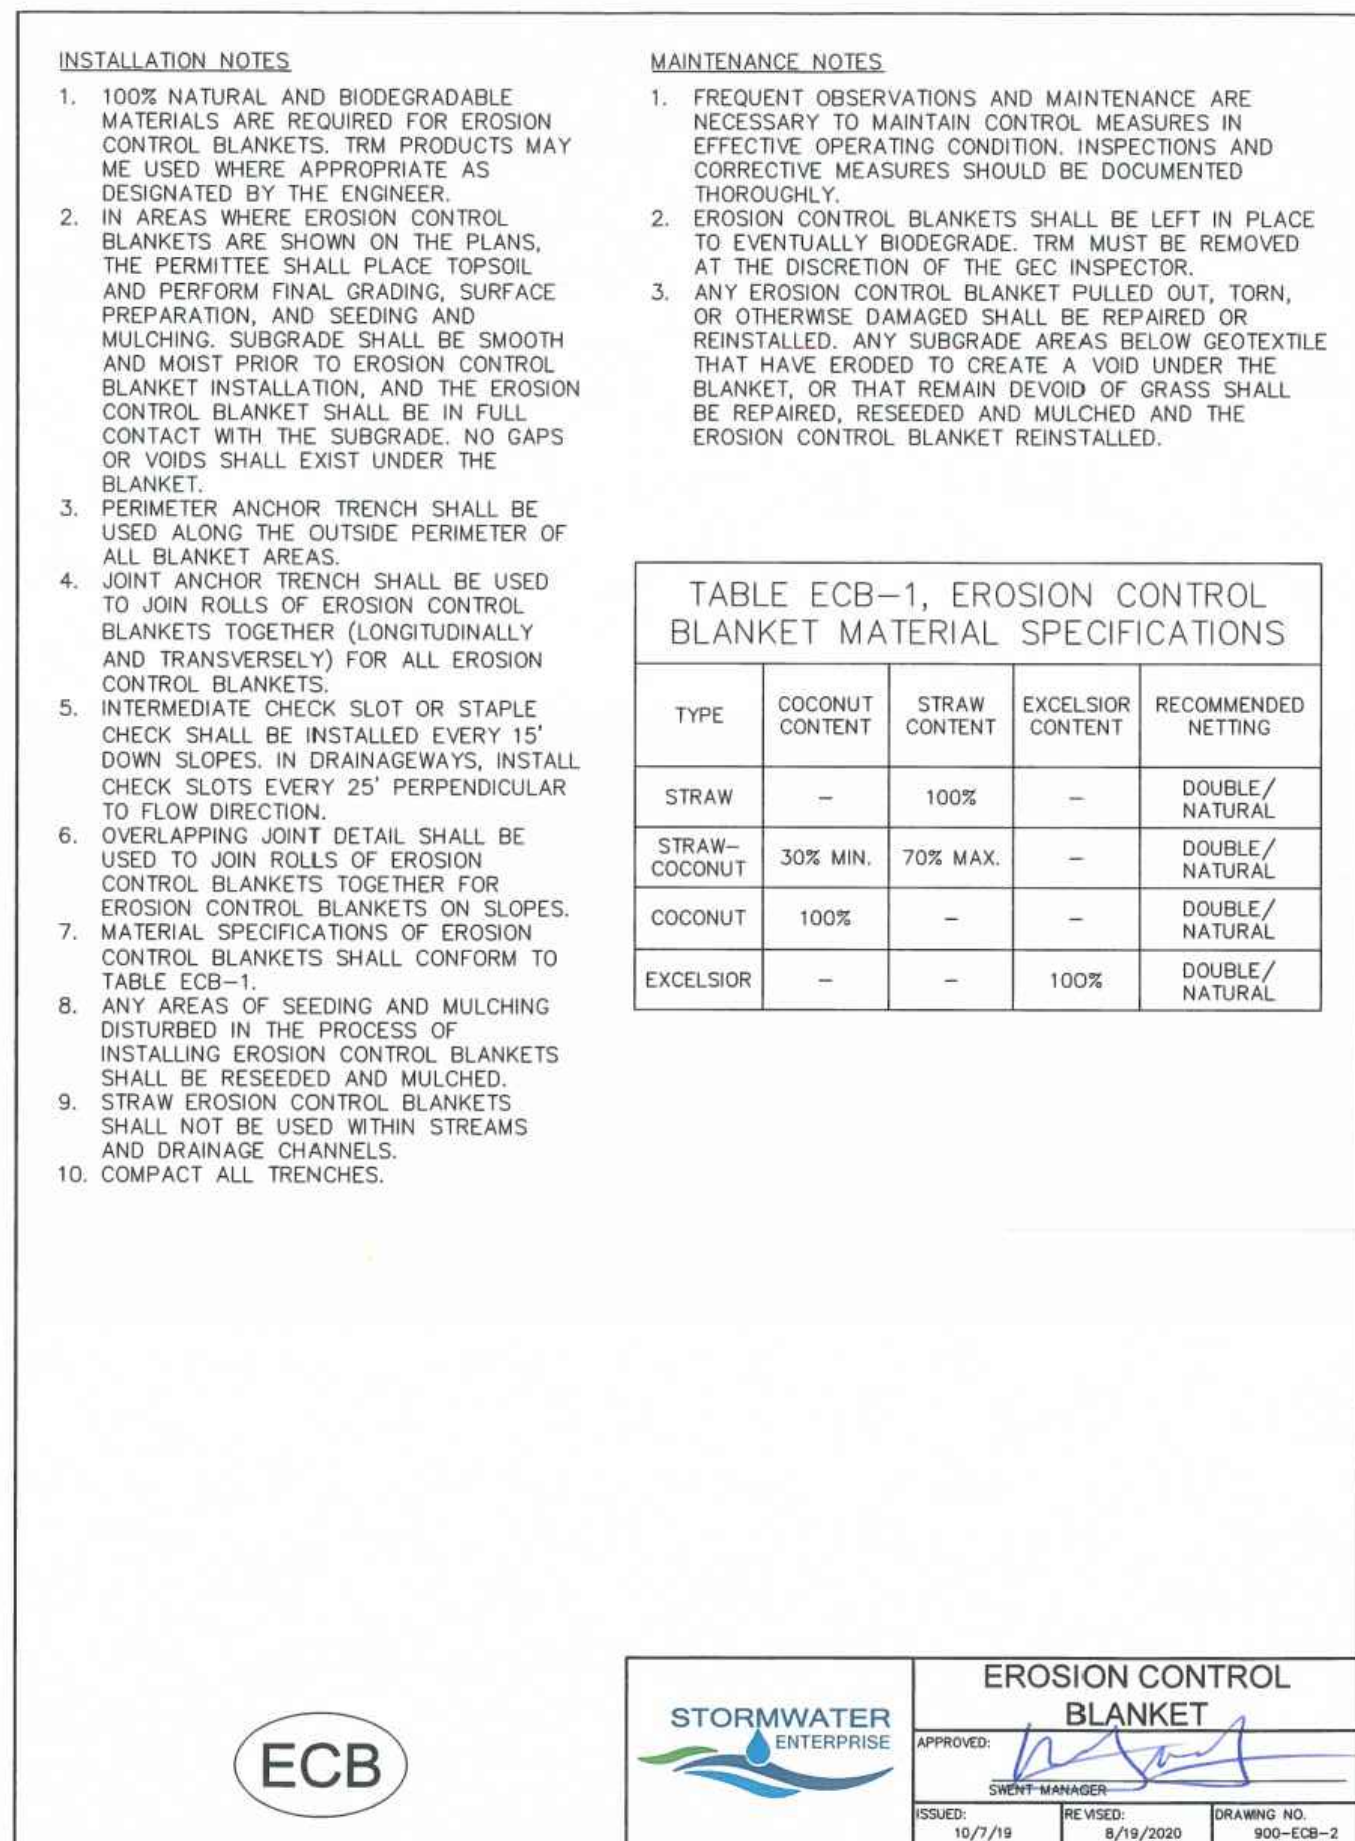 INSTALLATION NOTES
1. 100% NATURAL AND BIODEGRADABLE
MATERIALS ARE REQUIRED FOR EROSION
CONTROL BLANKETS. TRM PRODUCTS MAY
ME USED WHERE APPROPRIATE AS
DESIGNATED BY THE ENGINEER.
2. IN AREAS WHERE EROSION CONTROL
BLANKETS ARE SHOWN ON THE PLANS,
THE PERMITTEE SHALL PLACE TOPSOIL
AND PERFORM FINAL GRADING, SURFACE
PREPARATION, AND SEEDING AND
MULCHING. SUBGRADE SHALL BE SMOOTH
AND MOIST PRIOR TO EROSION CONTROL
BLANKET INSTALLATION, AND THE EROSION
CONTROL BLANKET SHALL BE IN FULL
CONTACT WITH THE SUBGRADE. NO GAPS
OR VOIDS SHALL EXIST UNDER THE
BLANKET.
3. PERIMETER ANCHOR TRENCH SHALL BE
USED ALONG THE OUTSIDE PERIMETER OF
ALL BLANKET AREAS.
4. JOINT ANCHOR TRENCH SHALL BE USED
TO JOIN ROLLS OF EROSION CONTROL
BLANKETS TOGETHER (LONGITUDINALLY
AND TRANSVERSELY) FOR ALL EROSION
CONTROL BLANKETS.
5. INTERMEDIATE CHECK SLOT OR STAPLE
CHECK SHALL BE INSTALLED EVERY 15'
DOWN SLOPES. IN DRAINAGEWAYS, INSTALL
CHECK SLOTS EVERY 25' PERPENDICULAR
TO FLOW DIRECTION.
6. OVERLAPPING JOINT DETAIL SHALL BE
USED TO JOIN ROLLS OF EROSION
CONTROL BLANKETS TOGETHER FOR
EROSION CONTROL BLANKETS ON SLOPES.
7. MATERIAL SPECIFICATIONS OF EROSION
CONTROL BLANKETS SHALL CONFORM TO
TABLE ECB-1.
8. ANY AREAS OF SEEDING AND MULCHING
DISTURBED IN THE PROCESS OF
INSTALLING EROSION CONTROL BLANKETS
SHALL BE RESEEDED AND MULCHED.
9. STRAW EROSION CONTROL BLANKETS
SHALL NOT BE USED WITHIN STREAMS
AND DRAINAGE CHANNELS.
10. COMPACT ALL TRENCHES.
MAINTENANCE NOTES
1. FREQUENT OBSERVATIONS AND MAINTENANCE ARE
NECESSARY TO MAINTAIN CONTROL MEASURES IN
EFFECTIVE OPERATING CONDITION. INSPECTIONS AND
CORRECTIVE MEASURES SHOULD BE DOCUMENTED
THOROUGHLY.
2. EROSION CONTROL BLANKETS SHALL BE LEFT IN PLACE
TO EVENTUALLY BIODEGRADE. TRM MUST BE REMOVED
AT THE DISCRETION OF THE GEC INSPECTOR.
3. ANY EROSION CONTROL BLANKET PULLED OUT, TORN,
OR OTHERWISE DAMAGED SHALL BE REPAIRED OR
REINSTALLED. ANY SUBGRADE AREAS BELOW GEOTEXTILE
THAT HAVE ERODED TO CREATE A VOID UNDER THE
BLANKET, OR THAT REMAIN DEVOID OF GRASS SHALL
BE REPAIRED, RESEEDED AND MULCHED AND THE
EROSION CONTROL BLANKET REINSTALLED.
TABLE ECB-1, EROSION CONTROL
BLANKET MATERIAL SPECIFICATIONS
TYPE COCONUT CONTENT STRAW CONTENT EXCELSIOR CONTENT RECOMMENDED NETTING
STRAW – 100% – DOUBLE/ NATURAL
STRAW- COCONUT 30% MIN. 70% MAX. – DOUBLE/ NATURAL
COCONUT 100% – – DOUBLE/ NATURAL
EXCELSIOR – – 100% DOUBLE/ NATURAL
ECB
STORMWATER
ENTERPRISE
EROSION CONTROL
BLANKET
APPROVED:
SWENT MANAGER
ISSUED: REVISED: DRAWING NO.
10/7/19 8/19/2020 900-ECB-2